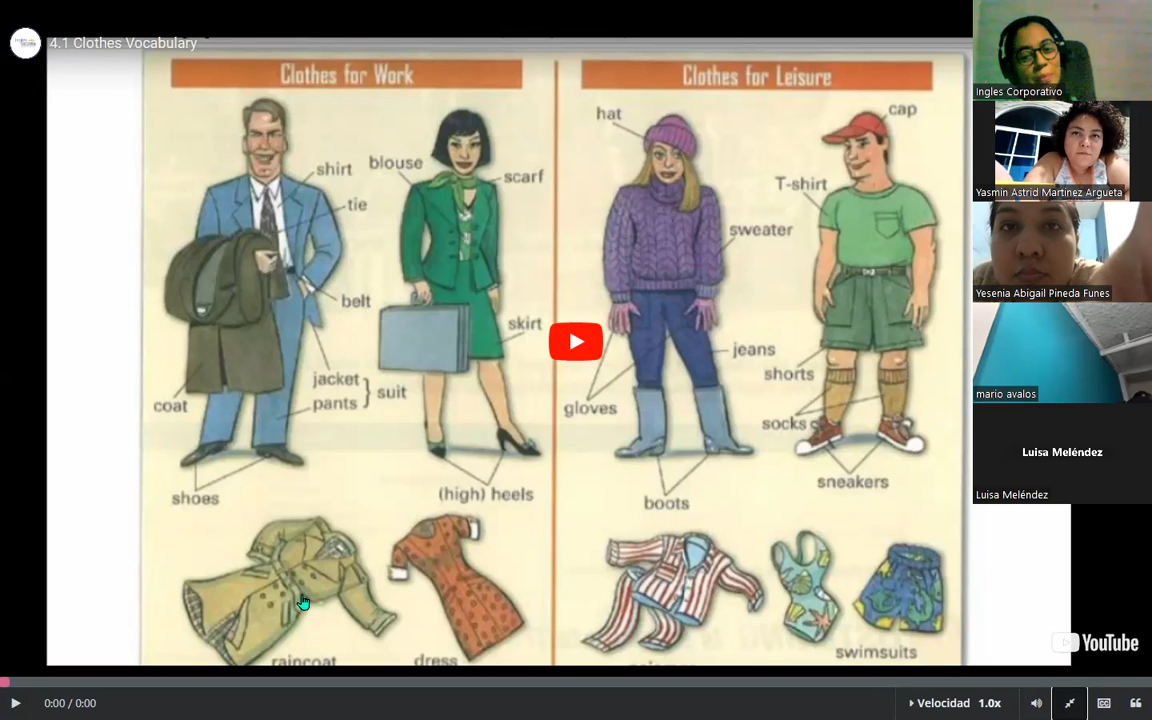 4.1 Clothes Vocabulary
Clothes for Work
shirt
blouse
scarf
tie
belt
skirt
jacket
pants
suit
coat
shoes
(high) heels
raincoat
dress
Clothes for Leisure
hat
cap
T-shirt
sweater
jeans
shorts
gloves
socks
sneakers
boots
swimsuits
YouTube
0:00 / 0:00
Velocidad 1.0x
Ingles Corporativo
Yasmin Astrid Martinez Argueta
Yesenia Abigail Pineda Funes
mario avalos
Luisa Meléndez
Luisa Meléndez